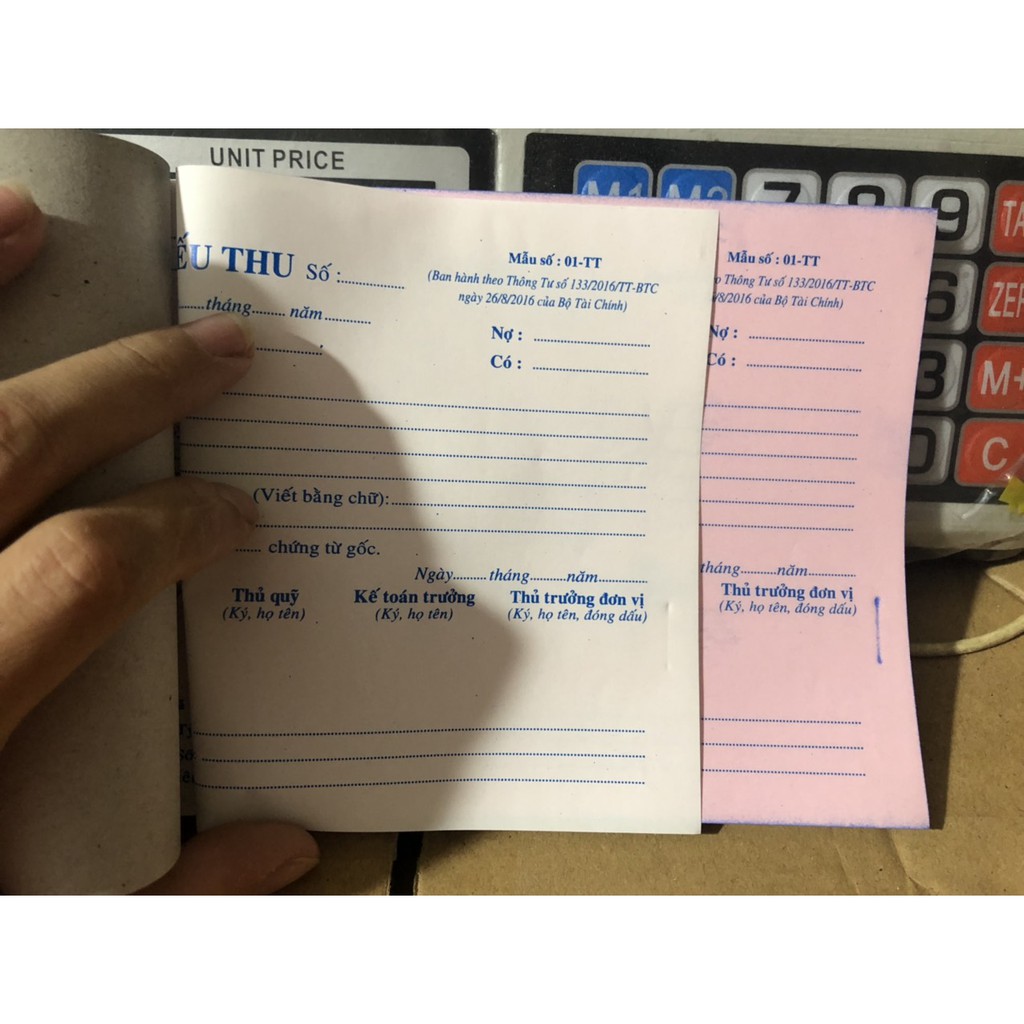 UNIT PRICE
M1 M2 7 8 9
6 ZER
3 M+
0 C
ẾU THU Số :
Mẫu số : 01-TT
(Ban hành theo Thông Tư số 133/2016/TT-BTC
ngày 26/8/2016 của Bộ Tài Chính)
tháng năm
Nợ :
Có :
(Viết bằng chữ):
chứng từ gốc.
Ngày tháng năm
Thủ quỹ Kế toán trưởng Thủ trưởng đơn vị
(Ký, họ tên) (Ký, họ tên) (Ký, họ tên, đóng dấu)
Mẫu số : 01-TT
o Thông Tư số 133/2016/TT-BTC
/8/2016 của Bộ Tài Chính)
Nợ :
Có :
tháng năm
Thủ trưởng đơn vị
(Ký, họ tên, đóng dấu)